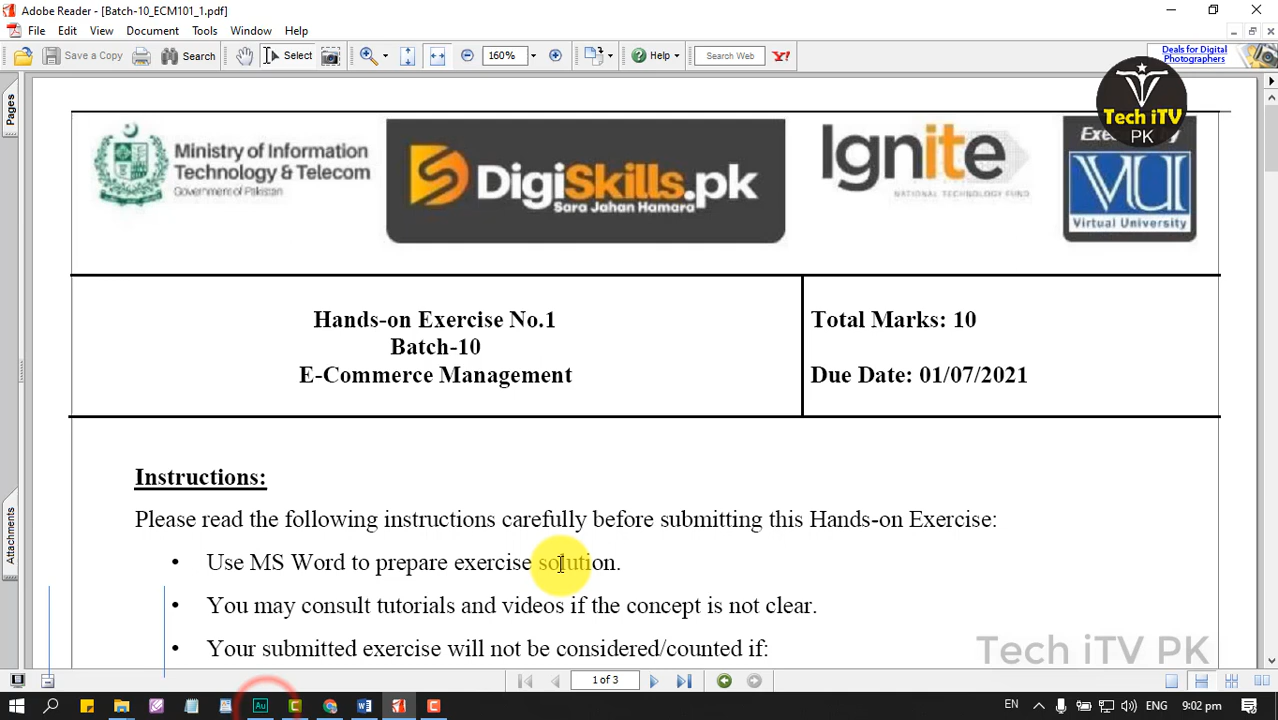 Adobe Reader - [Batch-10_ECM101_1.pdf]
File Edit View Document Tools Window Help
Save a Copy Search Select 160% Help Search Web Y!
Deals for Digital
Photographers
Tech iTV
PK
Pages
Ministry of Information
Technology & Telecom
Government of Pakistan
DigiSkills.pk
Sara Jahan Hamara
Ignite
NATIONAL TECHNOLOGY FUND
VU
Virtual University
Hands-on Exercise No.1
Batch-10
E-Commerce Management
Total Marks: 10
Due Date: 01/07/2021
Instructions:
Please read the following instructions carefully before submitting this Hands-on Exercise:
• Use MS Word to prepare exercise solution.
• You may consult tutorials and videos if the concept is not clear.
• Your submitted exercise will not be considered/counted if:
Attachments
Tech iTV PK
1 of 3
Au
EN ENG 9:02 pm